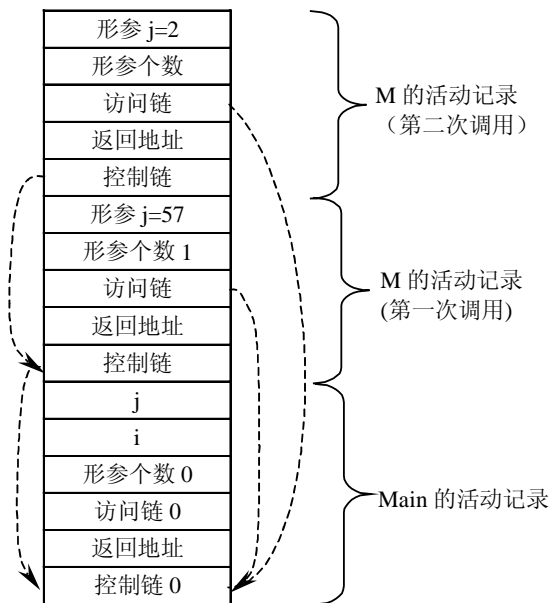 形参 j=2
形参个数
访问链
返回地址
控制链
形参 j=57
形参个数 1
访问链
返回地址
控制链
j
i
形参个数 0
访问链 0
返回地址
控制链 0
M 的活动记录
（第二次调用）
M 的活动记录
(第一次调用)
Main 的活动记录